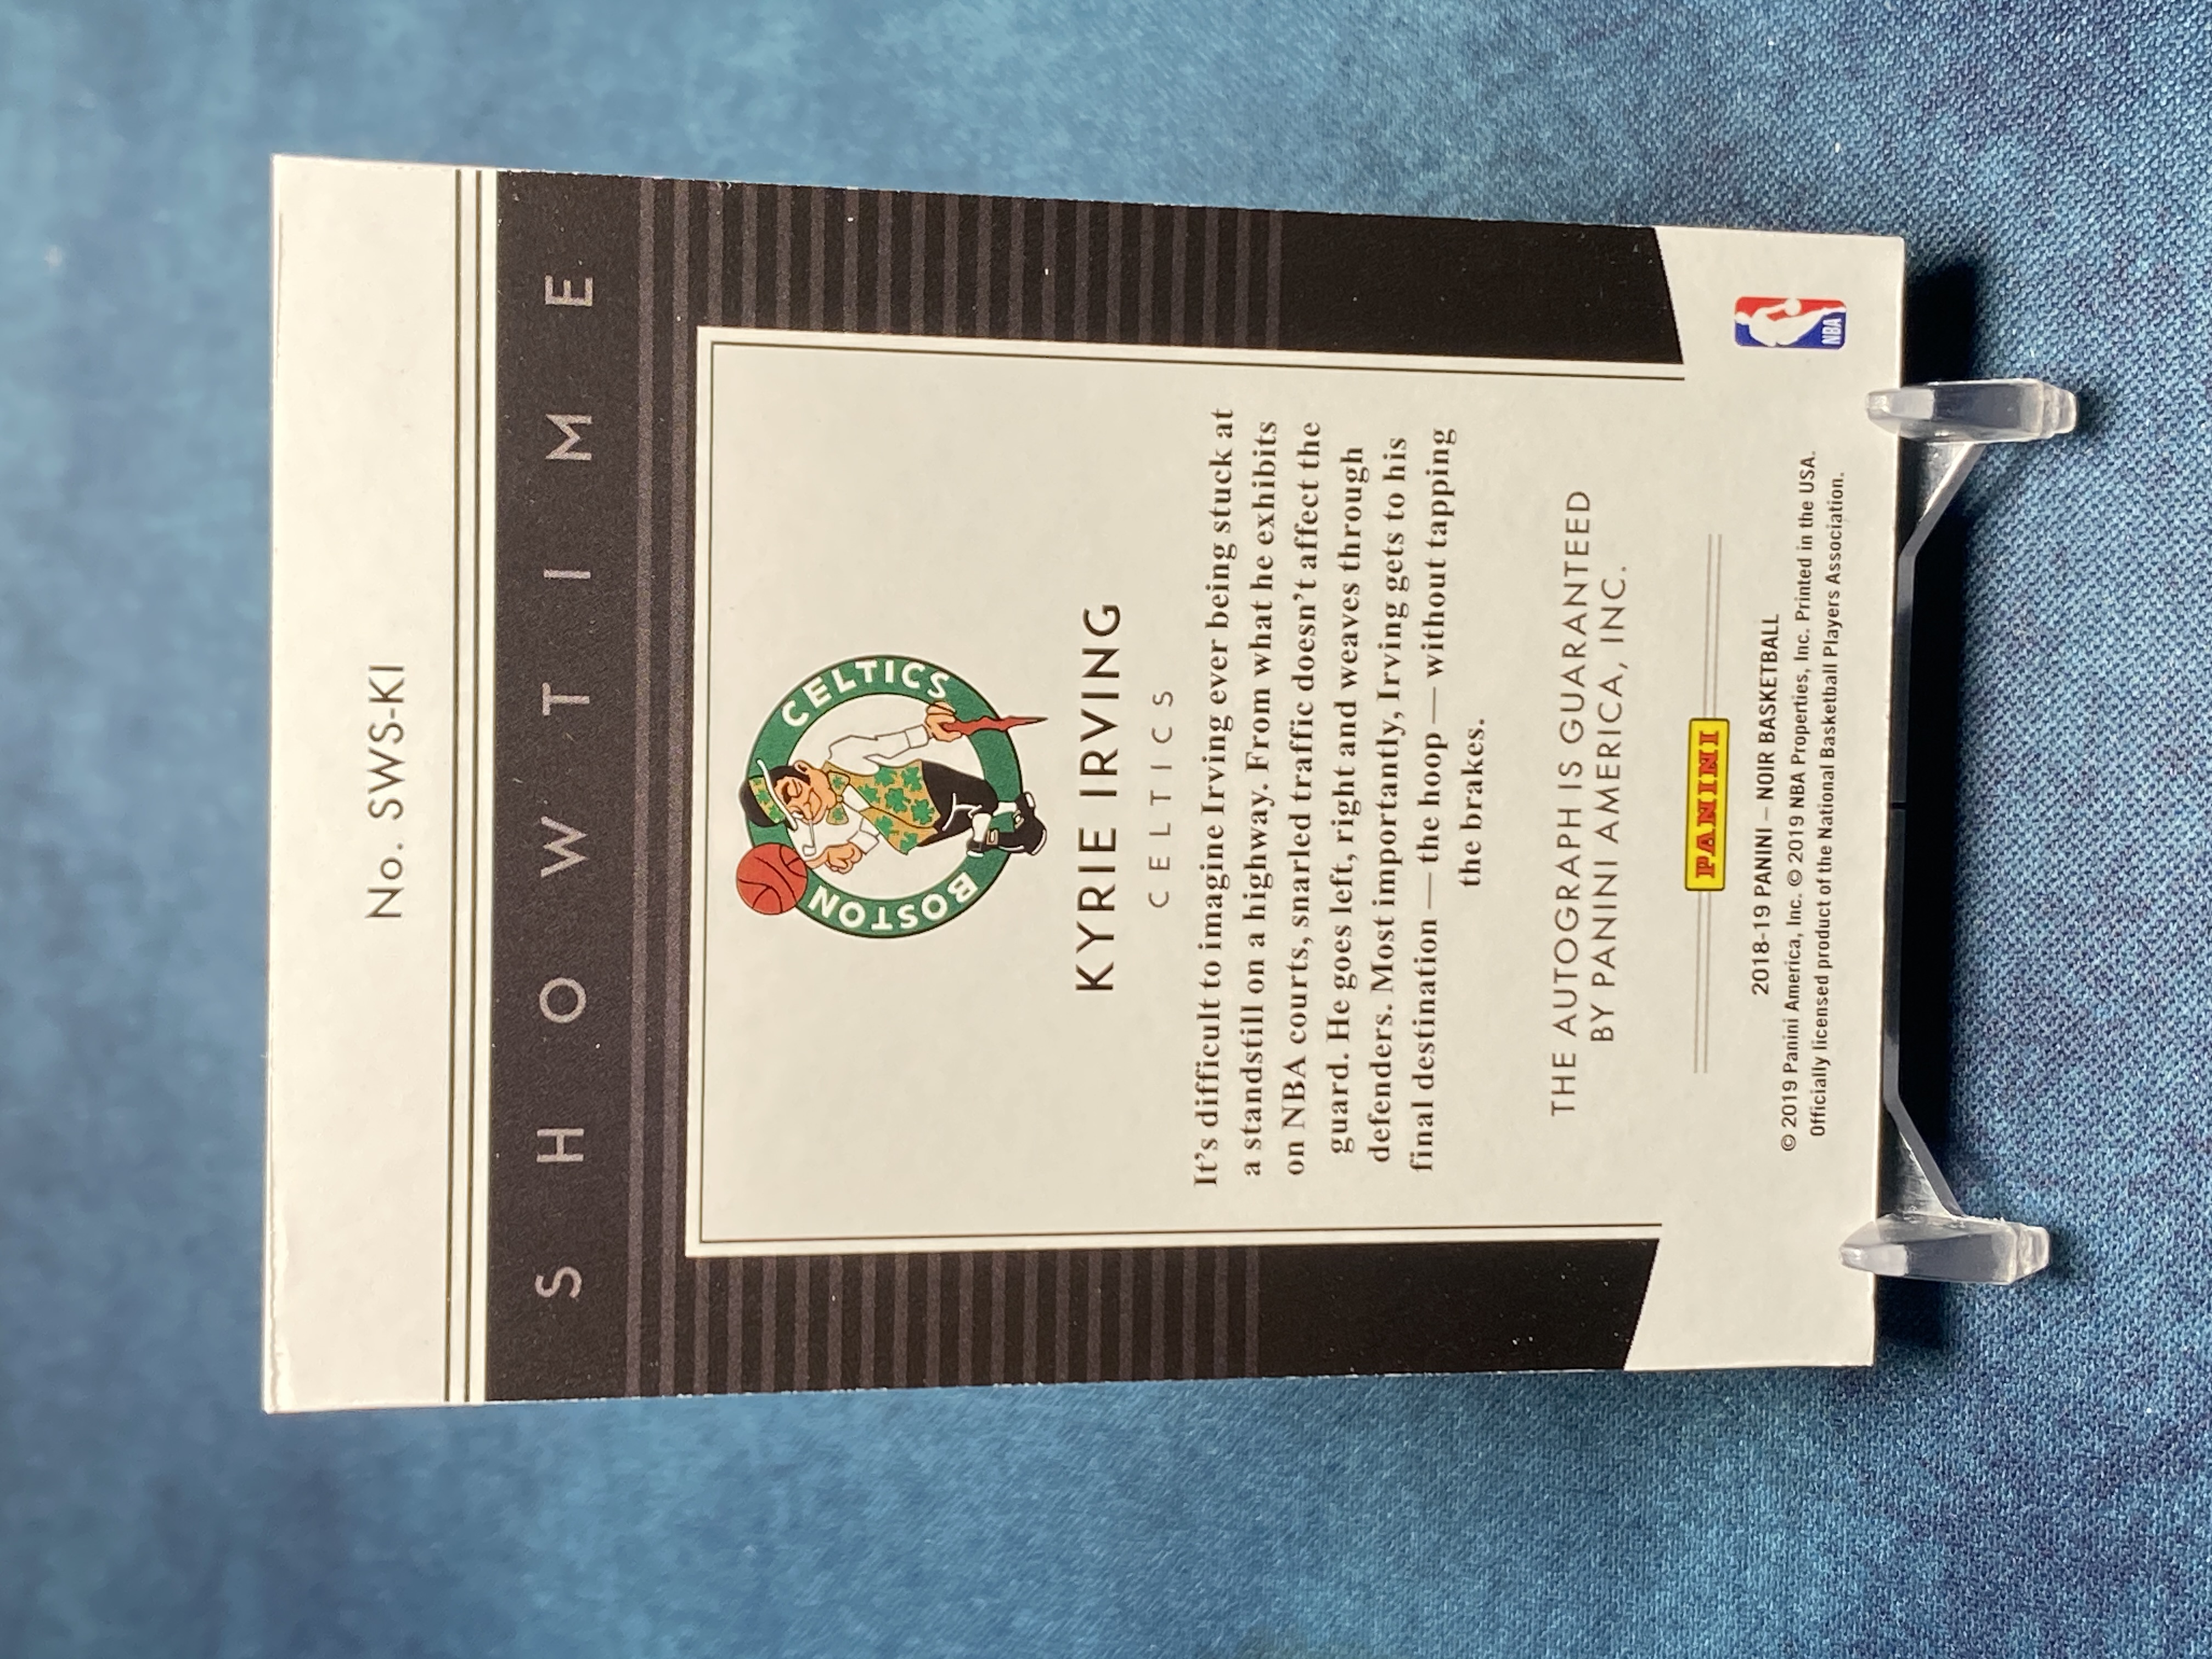 No. SWS-KI
SHOWTIME
BOSTON CELTICS
KYRIE IRVING
CELTICS
It's difficult to imagine Irving ever being stuck at
a standstill on a highway. From what he exhibits
on NBA courts, snarled traffic doesn't affect the
guard. He goes left, right and weaves through
defenders. Most importantly, Irving gets to his
final destination — the hoop — without tapping
the brakes.
THE AUTOGRAPH IS GUARANTEED
BY PANINI AMERICA, INC.
PANINI
2018-19 PANINI – NOIR BASKETBALL
© 2019 Panini America, Inc. © 2019 NBA Properties, Inc. Printed in the USA.
Officially licensed product of the National Basketball Players Association.
NBA